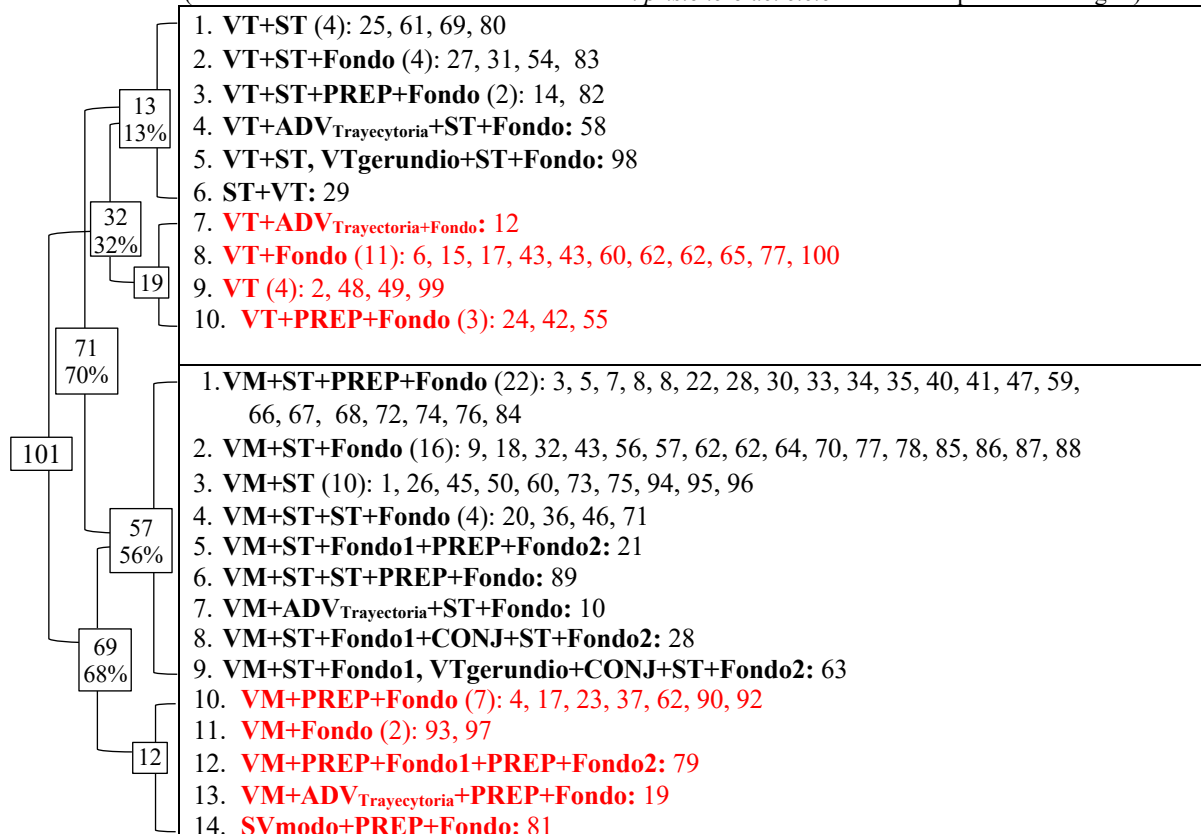 1. VT+ST (4): 25, 61, 69, 80
2. VT+ST+Fondo (4): 27, 31, 54, 83
3. VT+ST+PREP+Fondo (2): 14, 82
4. VT+ADVTrayecytoria+ST+Fondo: 58
5. VT+ST, VTgerundio+ST+Fondo: 98
6. ST+VT: 29
7. VT+ADVTrayectoria+Fondo: 12
8. VT+Fondo (11): 6, 15, 17, 43, 43, 60, 62, 62, 65, 77, 100
9. VT (4): 2, 48, 49, 99
10. VT+PREP+Fondo (3): 24, 42, 55
13
13%
32
32%
19
71
70%
101
57
56%
69
68%
12
1.VM+ST+PREP+Fondo (22): 3, 5, 7, 8, 8, 22, 28, 30, 33, 34, 35, 40, 41, 47, 59,
66, 67, 68, 72, 74, 76, 84
2. VM+ST+Fondo (16): 9, 18, 32, 43, 56, 57, 62, 62, 64, 70, 77, 78, 85, 86, 87, 88
3. VM+ST (10): 1, 26, 45, 50, 60, 73, 75, 94, 95, 96
4. VM+ST+ST+Fondo (4): 20, 36, 46, 71
5. VM+ST+Fondo1+PREP+Fondo2: 21
6. VM+ST+ST+PREP+Fondo: 89
7. VM+ADVTrayectoria+ST+Fondo: 10
8. VM+ST+Fondo1+CONJ+ST+Fondo2: 28
9. VM+ST+Fondo1, VTgerundio+CONJ+ST+Fondo2: 63
10. VM+PREP+Fondo (7): 4, 17, 23, 37, 62, 90, 92
11. VM+Fondo (2): 93, 97
12. VM+PREP+Fondo1+PREP+Fondo2: 79
13. VM+ADVTrayecytoria+PREP+Fondo: 19
14. SVmodo+PREP+Fondo: 81